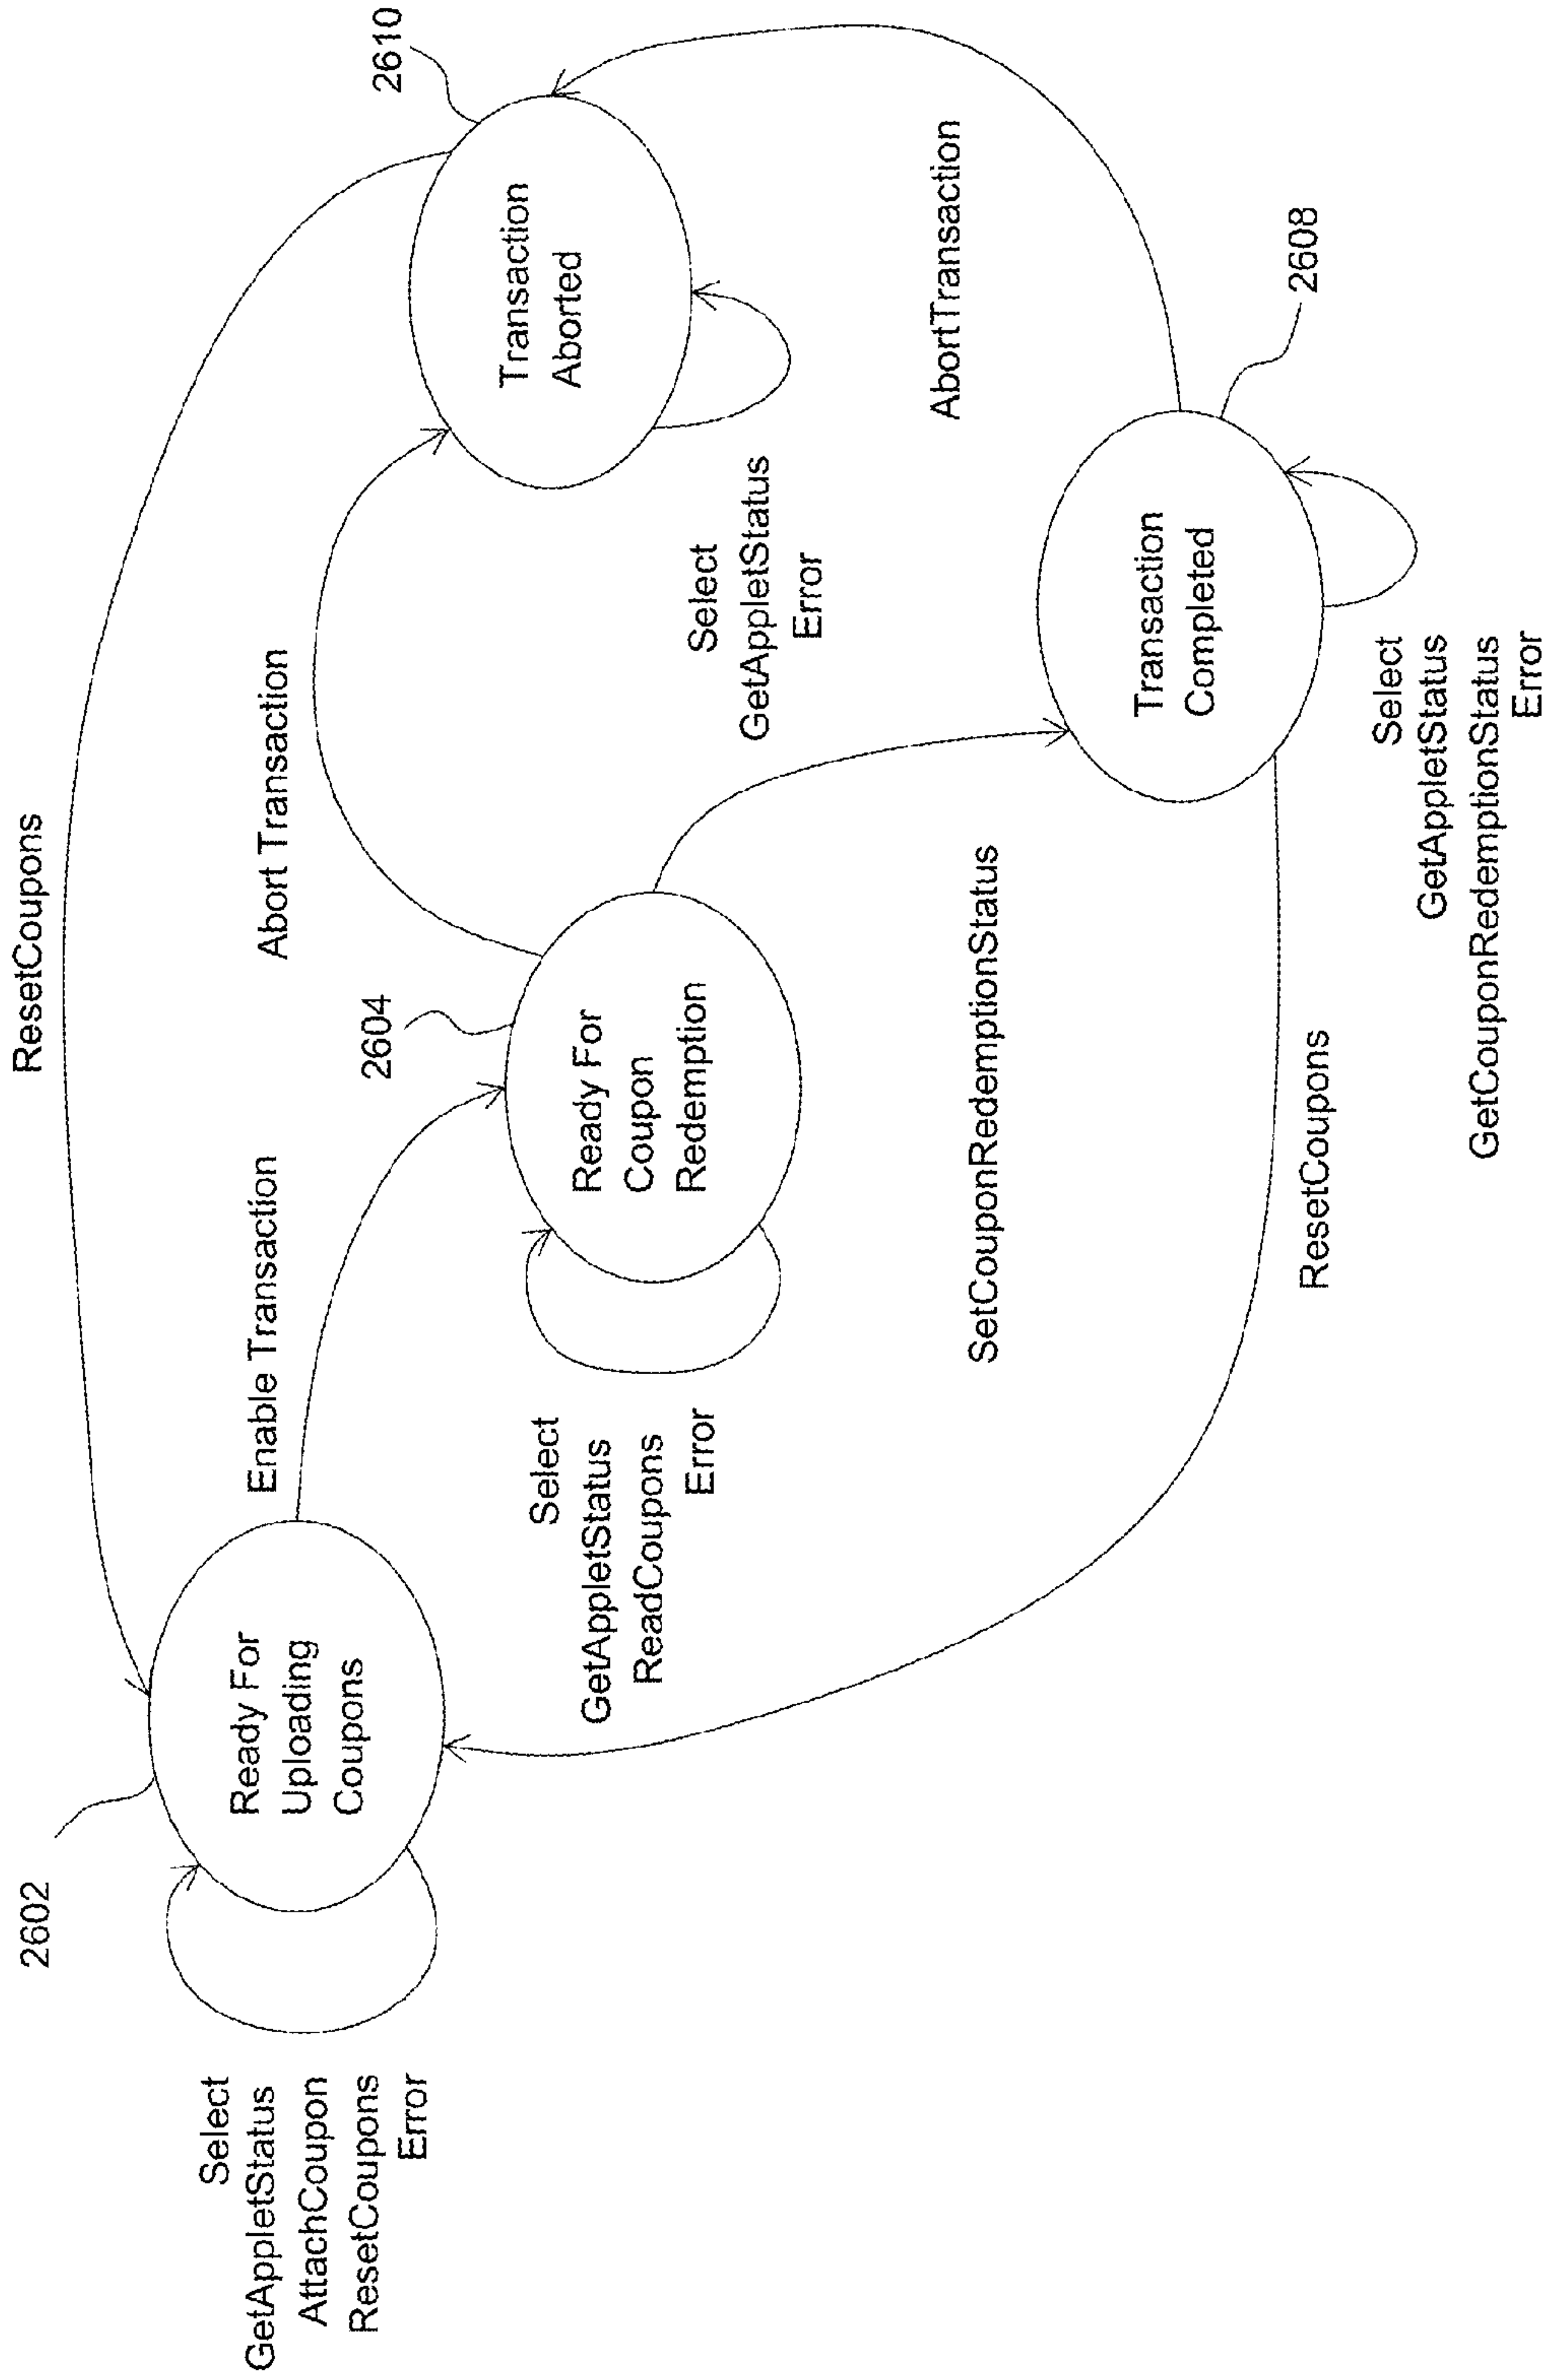 2602
Select
GetAppletStatus
AttachCoupon
ResetCoupons
Error
Ready For
Uploading
Coupons
ResetCoupons
Enable Transaction
Select
GetAppletStatus
ReadCoupons
Error
2604
Ready For
Coupon
Redemption
Abort Transaction
2610
Transaction
Aborted
Select
GetAppletStatus
Error
AbortTransaction
SetCouponRedemptionStatus
2608
Transaction
Completed
ResetCoupons
Select
GetAppletStatus
GetCouponRedemptionStatus
Error